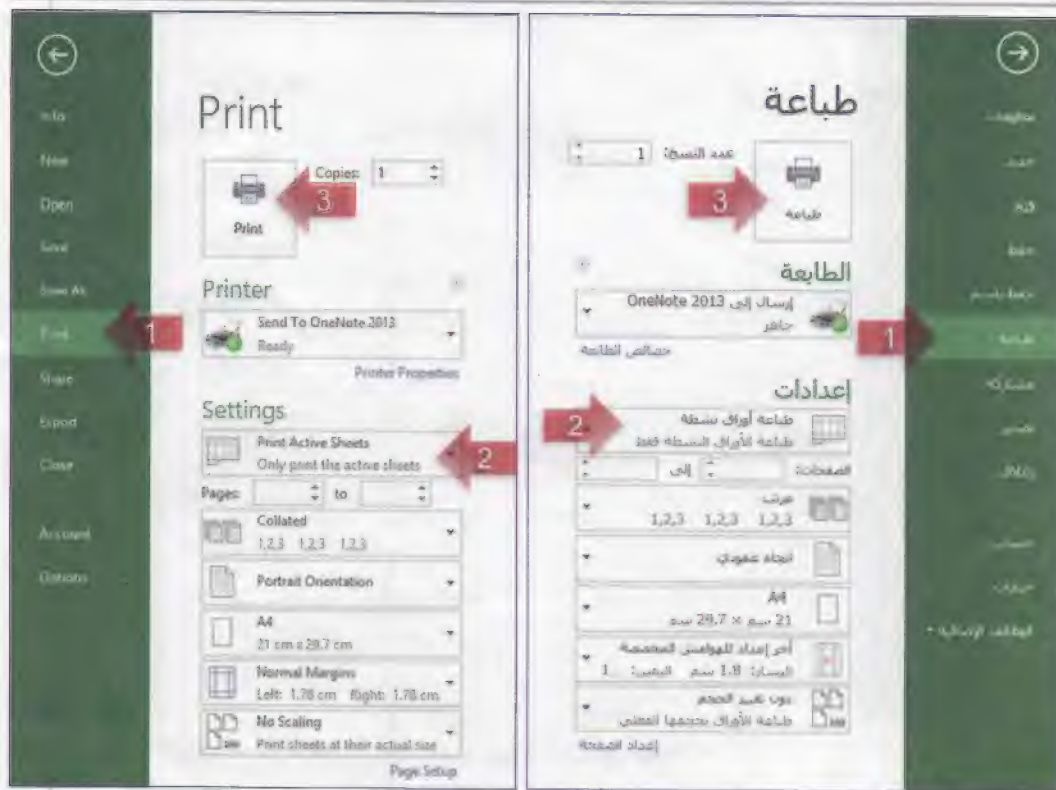 Info
New
Open
Save
Save As
Print
Share
Export
Close
Account
Options
Print
Copies: 1
3
Print
Printer
Send To OneNote 2013
Ready
Printer Properties
1
Settings
Print Active Sheets
Only print the active sheets
2
Pages: to
Collated
1,2,3 1,2,3 1,2,3
Portrait Orientation
A4
21 cm x 29.7 cm
Normal Margins
Left: 1.78 cm Right: 1.78 cm
No Scaling
Print sheets at their actual size
Page Setup
طباعة
عدد النسخ: 1
3
طباعة
الطابعة
إرسال إلى OneNote 2013
جاهز
خصائص الطابعة
1
إعدادات
طباعة أوراق نشطة
طباعة الأوراق النشطة فقط
2
الصفحات: إلى
مرتب
1,2,3 1,2,3 1,2,3
اتجاه عمودي
A4
21 سم × 29,7 سم
آخر إعداد للهوامش المخصصة
اليسار: 1.8 سم اليمين: 1
دون تغيير الحجم
طباعة الأوراق بحجمها الفعلي
إعداد الصفحة
معلومات
جديد
فتح
حفظ
حفظ باسم
طباعة
مشاركة
تصدير
إغلاق
حساب
خيارات